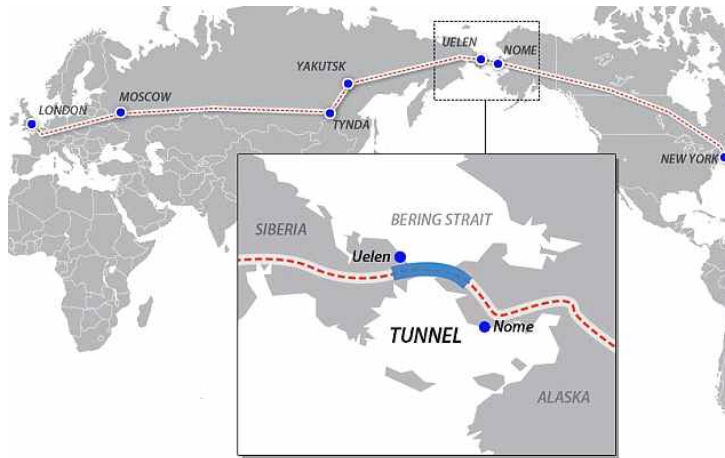 UELEN
NOME
YAKUTSK
LONDON
MOSCOW
TYNDA
NEW YORK
SIBERIA
BERING STRAIT
Uelen
TUNNEL
Nome
ALASKA